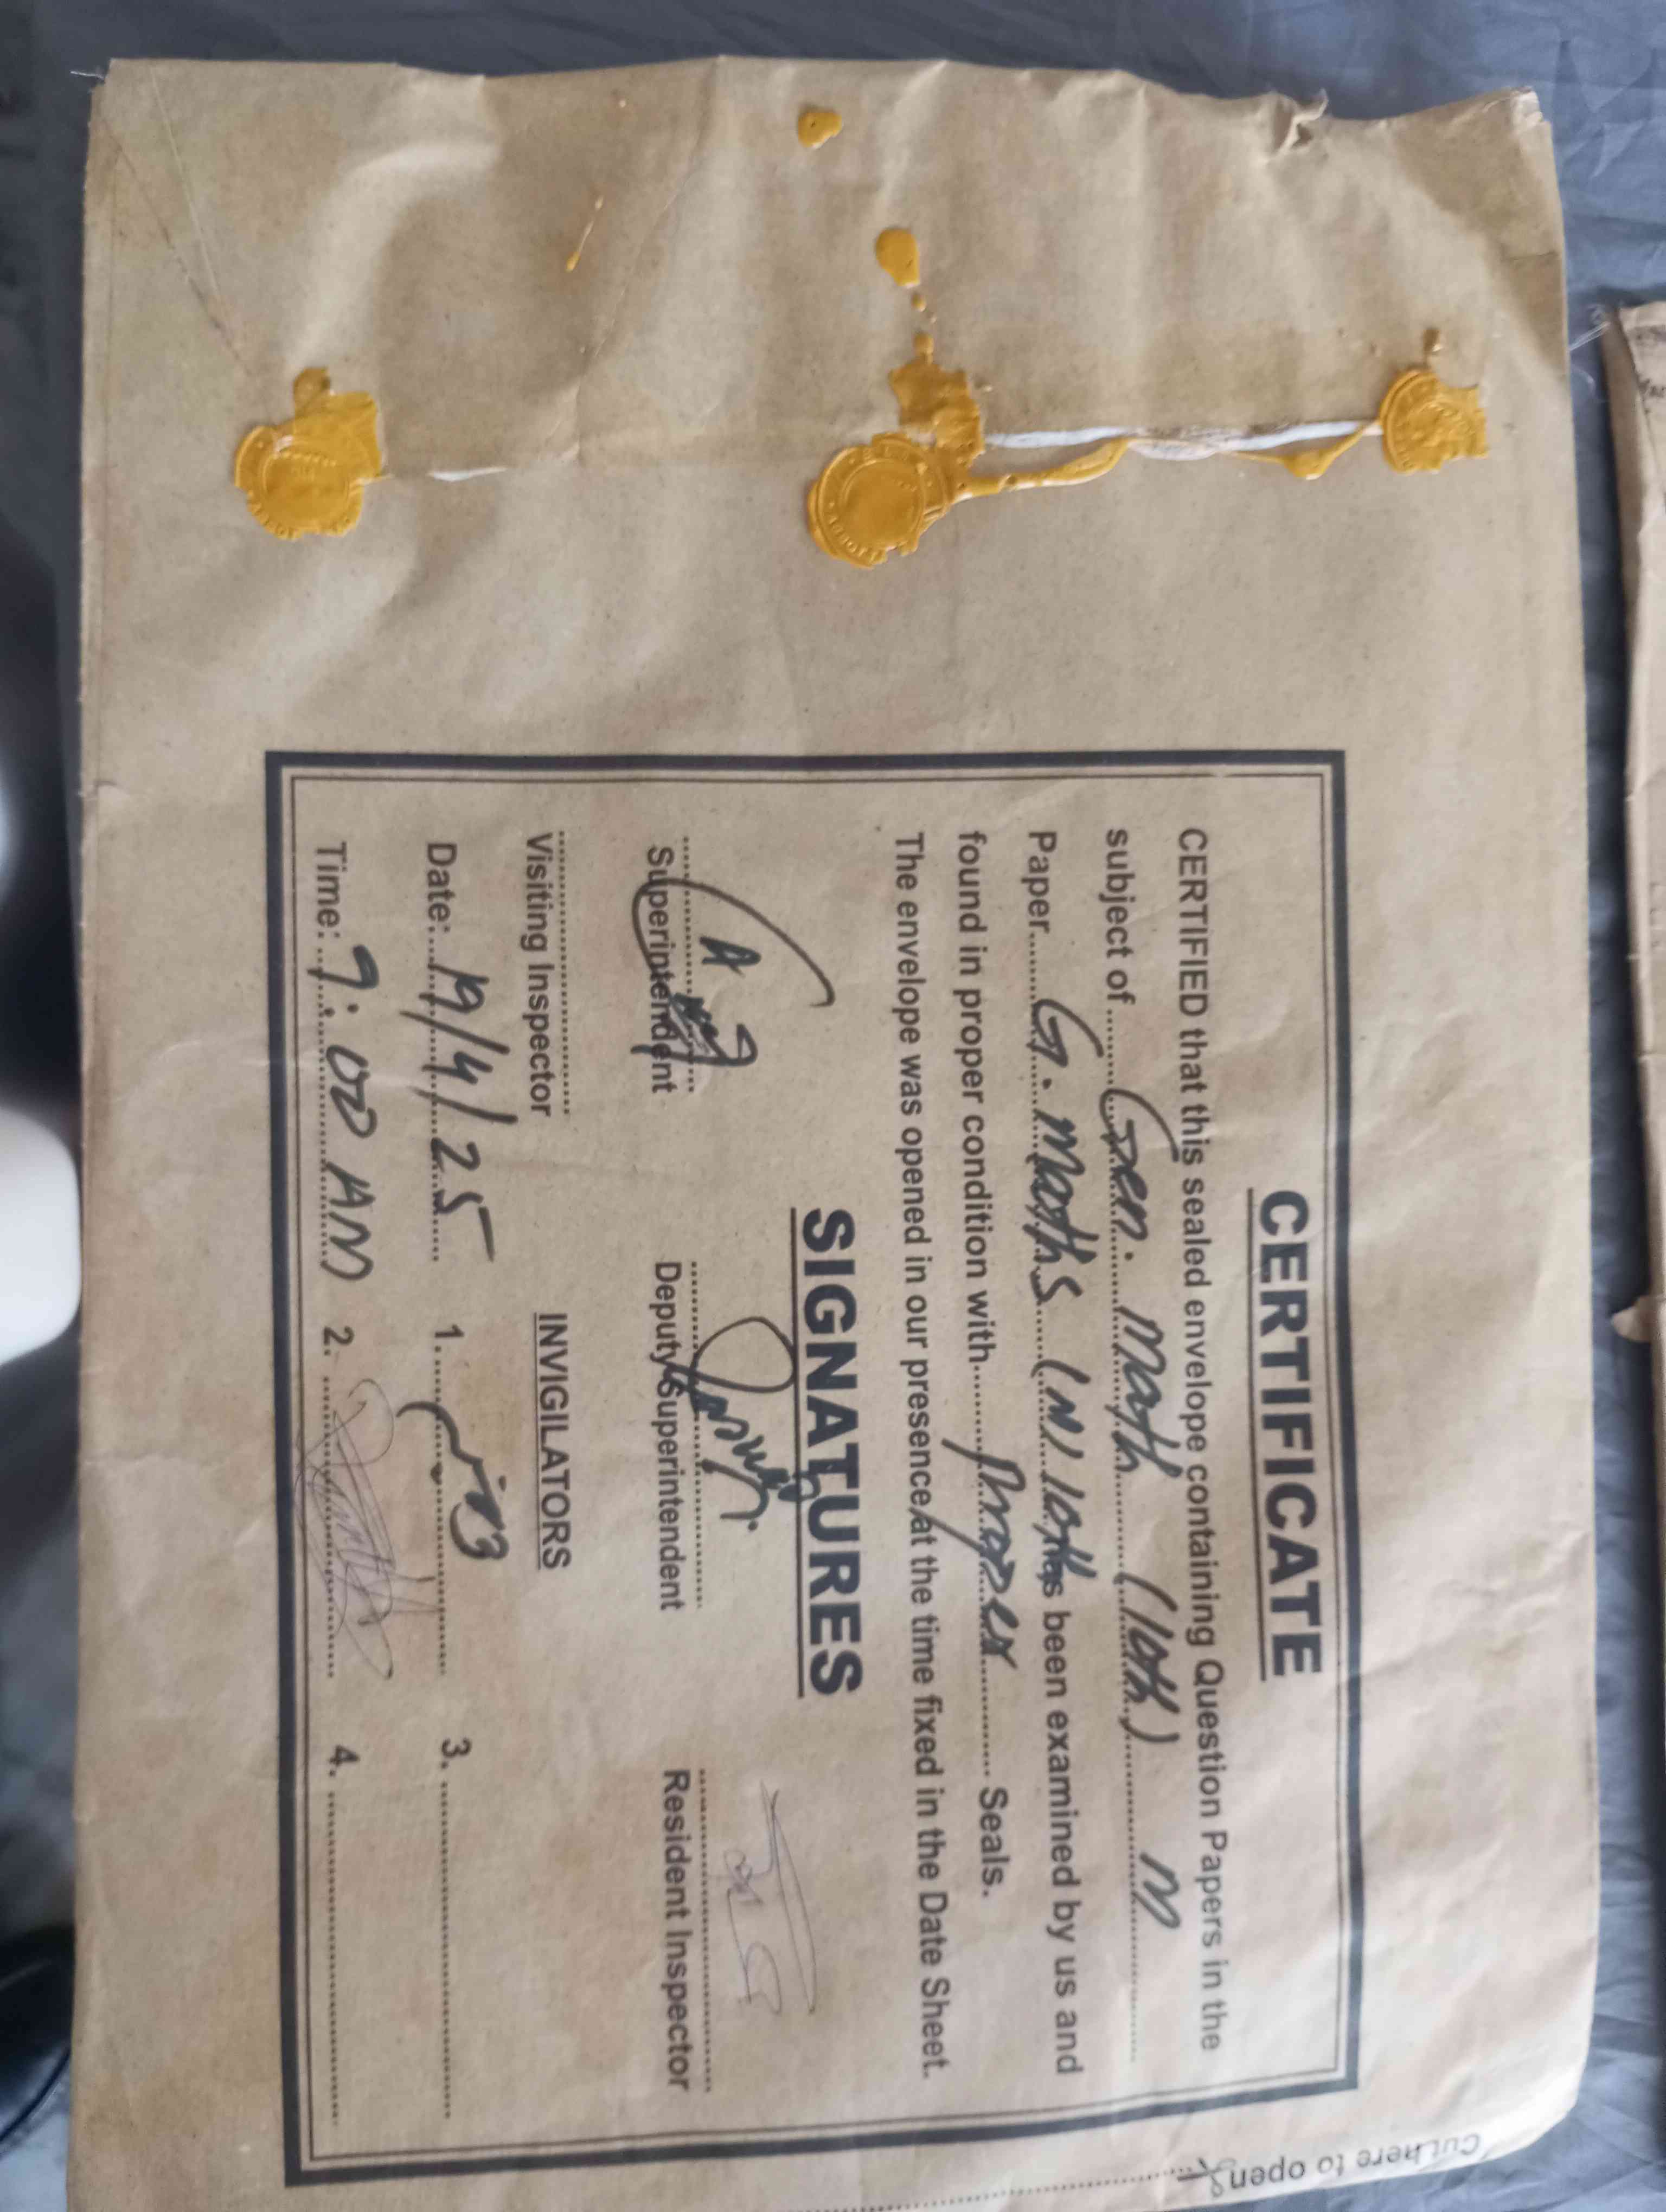 CERTIFICATE
CERTIFIED that this sealed envelope containing Question Papers in the
subject of Gen. Math (10th) M
Paper G. Maths (M) 10th has been examined by us and
found in proper condition with Proper Seals.
The envelope was opened in our presence, at the time fixed in the Date Sheet.
SIGNATURES
Superintendent Deputy Superintendent Resident Inspector
Visiting Inspector INVIGILATORS
Date: 19/4/25 1. 3.
Time: 9:00 AM 2. 4.
Cut here to open